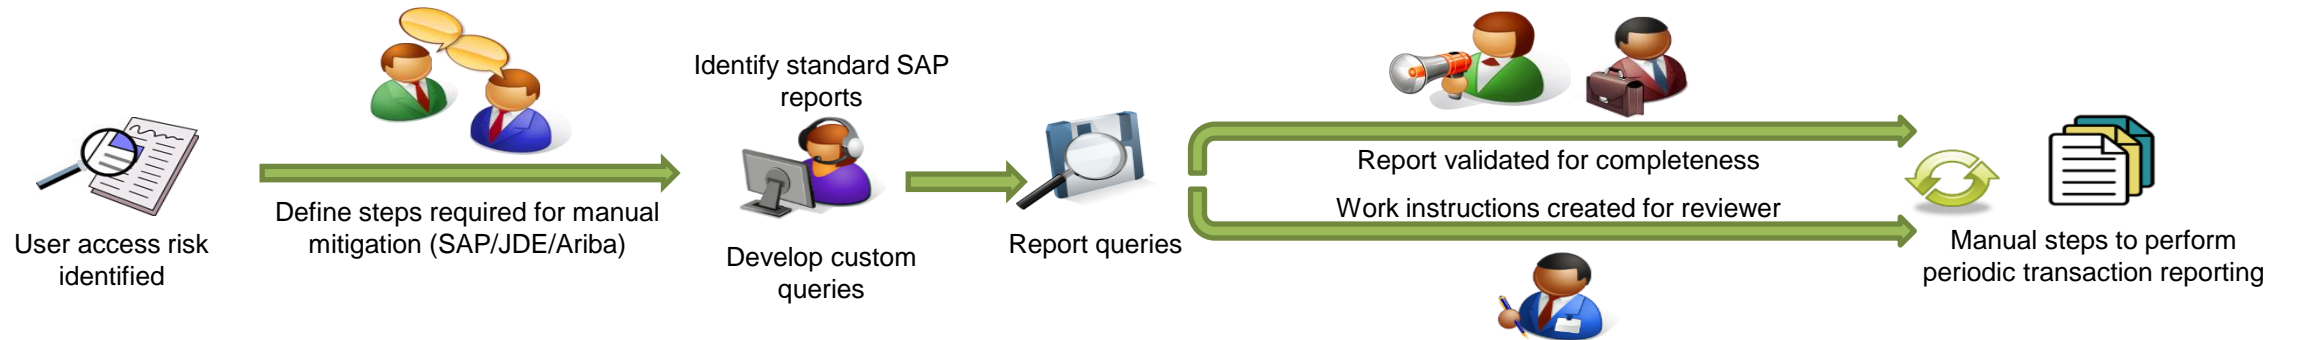 User access risk
identified
Define steps required for manual
mitigation (SAP/JDE/Ariba)
Identify standard SAP
reports
Develop custom
queries
Report queries
Report validated for completeness
Work instructions created for reviewer
Manual steps to perform
periodic transaction reporting